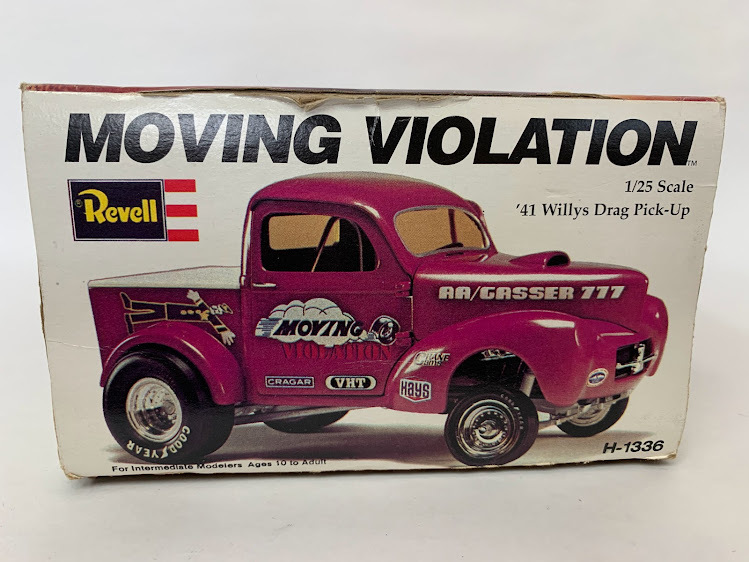 MOVING VIOLATION™
® Revell
1/25 Scale
'41 Willys Drag Pick-Up
AA/GASSER 777
MOVING
VIOLATION
CRAGAR
VHT
Hays
GOODYEAR
For Intermediate Modelers Ages 10 to Adult
H-1336